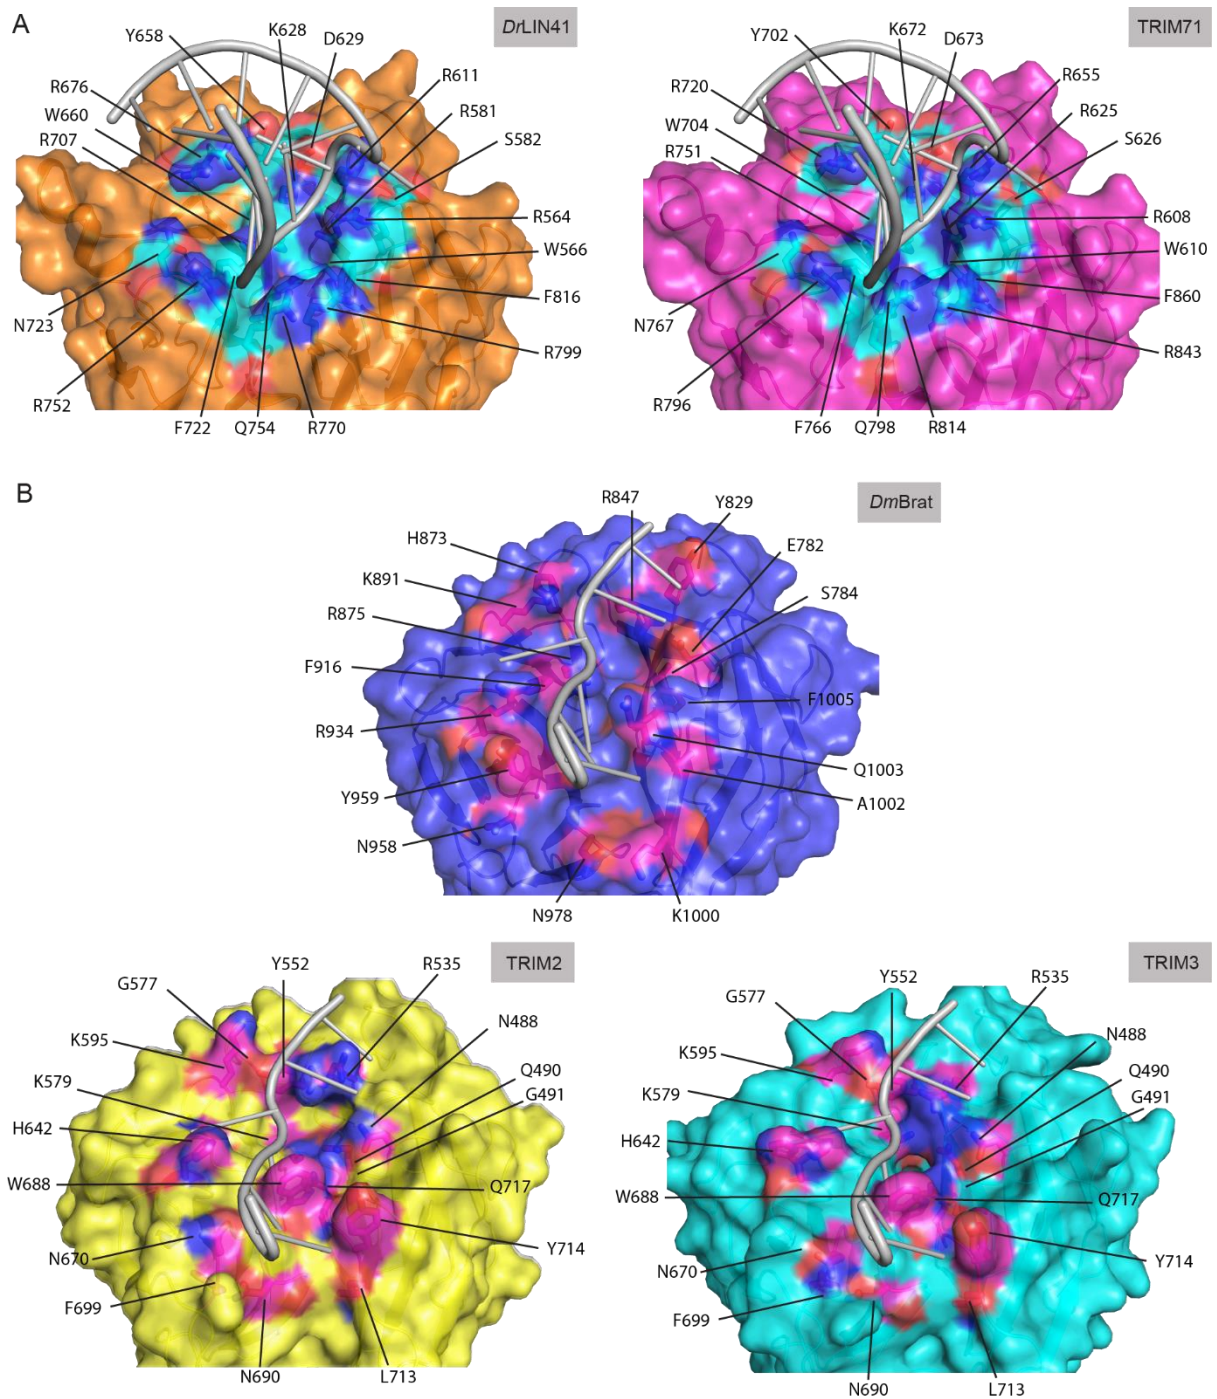 A
DrLIN41
Y658
K628
D629
R676
R611
W660
R581
R707
S582
R564
W566
F816
N723
R799
R752
F722
Q754
R770
TRIM71
Y702
K672
D673
R720
R655
W704
R625
R751
S626
R608
W610
F860
N767
R843
R796
F766
Q798
R814
B
DmBrat
R847
Y829
H873
E782
K891
S784
R875
F916
F1005
R934
Q1003
Y959
A1002
N958
N978
K1000
TRIM2
Y552
R535
G577
N488
K595
Q490
K579
G491
H642
W688
Q717
N670
Y714
F699
N690
L713
TRIM3
Y552
R535
G577
N488
K595
Q490
K579
G491
H642
W688
Q717
N670
Y714
F699
N690
L713